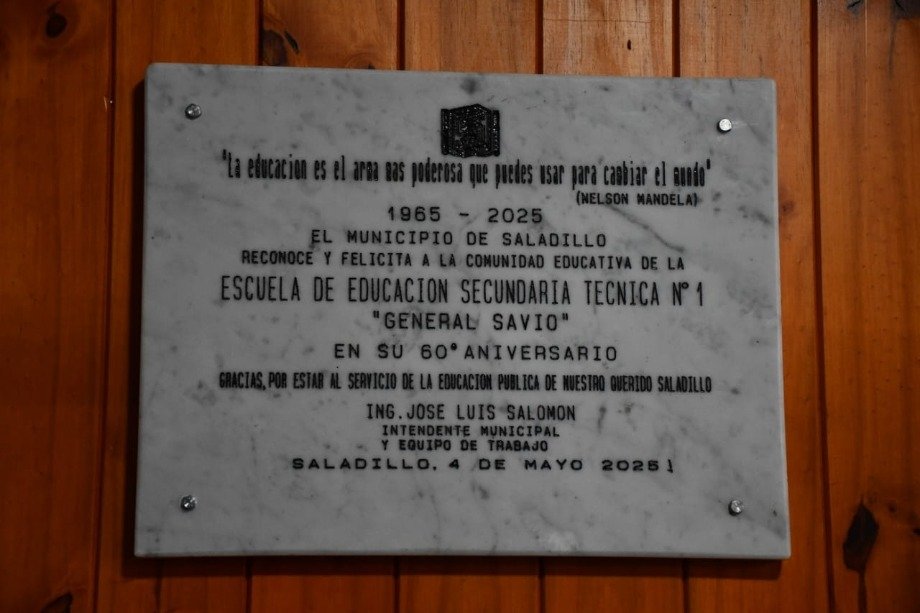 "La educacion es el arma mas poderosa que puedes usar para cambiar el mundo"
(NELSON MANDELA)
1965 - 2025
EL MUNICIPIO DE SALADILLO
RECONOCE Y FELICITA A LA COMUNIDAD EDUCATIVA DE LA
ESCUELA DE EDUCACION SECUNDARIA TECNICA Nº 1
"GENERAL SAVIO"
EN SU 60º ANIVERSARIO
GRACIAS, POR ESTAR AL SERVICIO DE LA EDUCACION PUBLICA DE NUESTRO QUERIDO SALADILLO
ING. JOSE LUIS SALOMON
INTENDENTE MUNICIPAL
Y EQUIPO DE TRABAJO
SALADILLO, 4 DE MAYO 2025